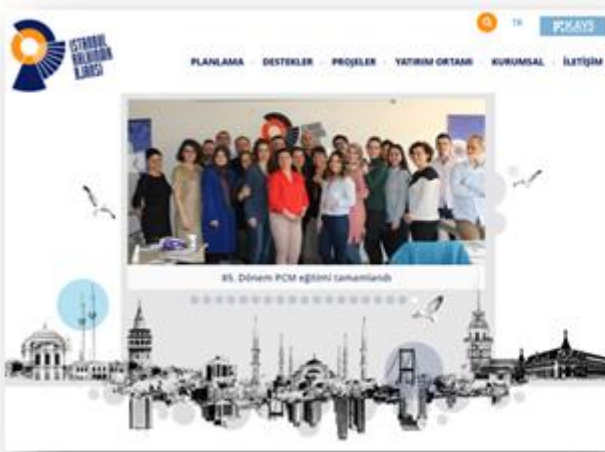 İSTANBUL
KALKINMA
AJANSI
TR
KAYS
PLANLAMA DESTEKLER PROJELER YATIRIM ORTAMI KURUMSAL İLETİŞİM
85. Dönem PCM eğitimi tamamlandı